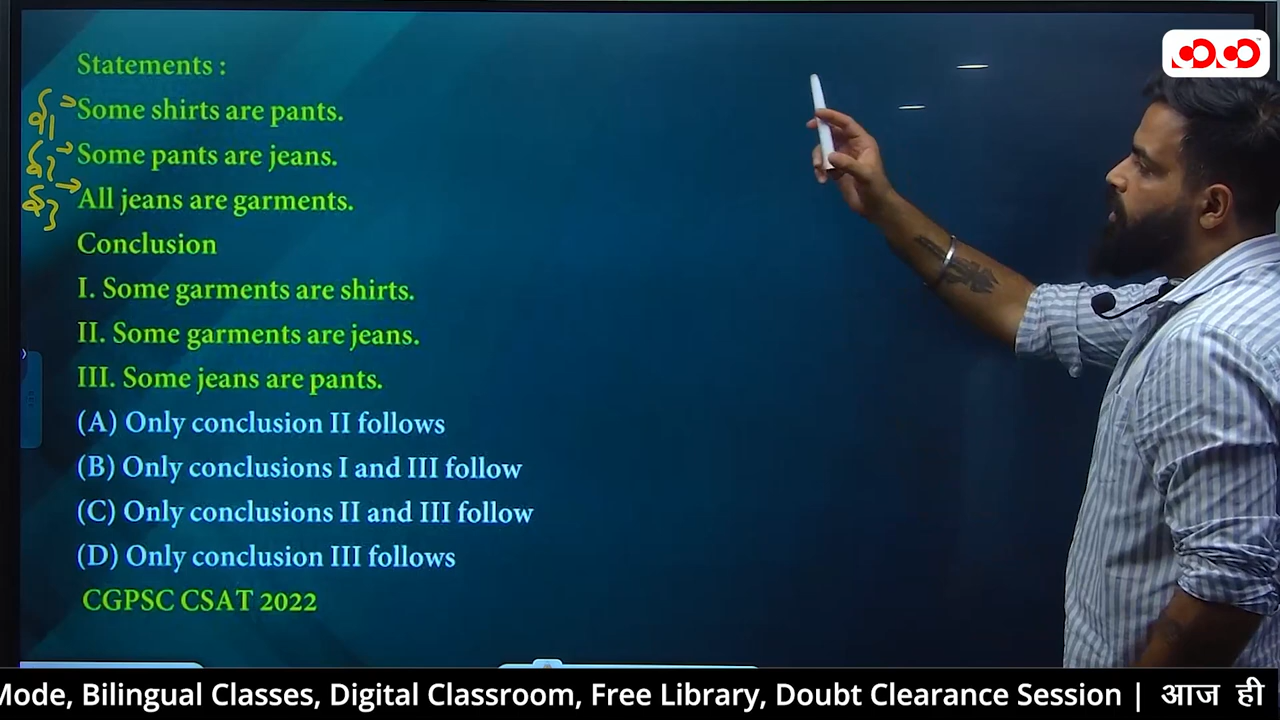 Statements :
Some shirts are pants.
Some pants are jeans.
All jeans are garments.
Conclusion
I. Some garments are shirts.
II. Some garments are jeans.
III. Some jeans are pants.
(A) Only conclusion II follows
(B) Only conclusions I and III follow
(C) Only conclusions II and III follow
(D) Only conclusion III follows
CGPSC CSAT 2022
Mode, Bilingual Classes, Digital Classroom, Free Library, Doubt Clearance Session | आज ही